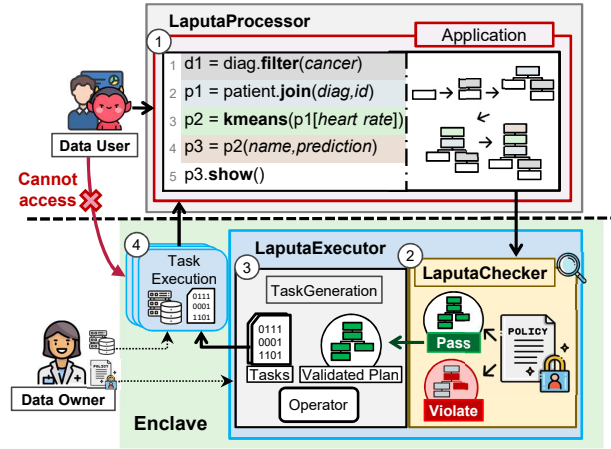 LaputaProcessor
1
Application
1 d1 = diag.filter(cancer)
2 p1 = patient.join(diag,id)
3 p2 = kmeans(p1[heart rate])
4 p3 = p2(name,prediction)
5 p3.show()
Data User
Cannot
access
4
Task
Execution
0111
0001
1101
LaputaExecutor
3
TaskGeneration
0111
0001
1101
Tasks
Validated Plan
Operator
2
LaputaChecker
Pass
Violate
POLICY
POLICY
Data Owner
Enclave